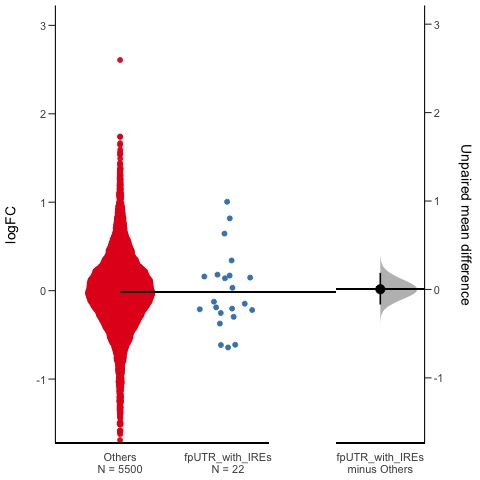 3
2
1
0
-1
logFC
3
2
1
0
-1
Unpaired mean difference
Others
N = 5500
fpUTR_with_IREs
N = 22
fpUTR_with_IREs
minus Others